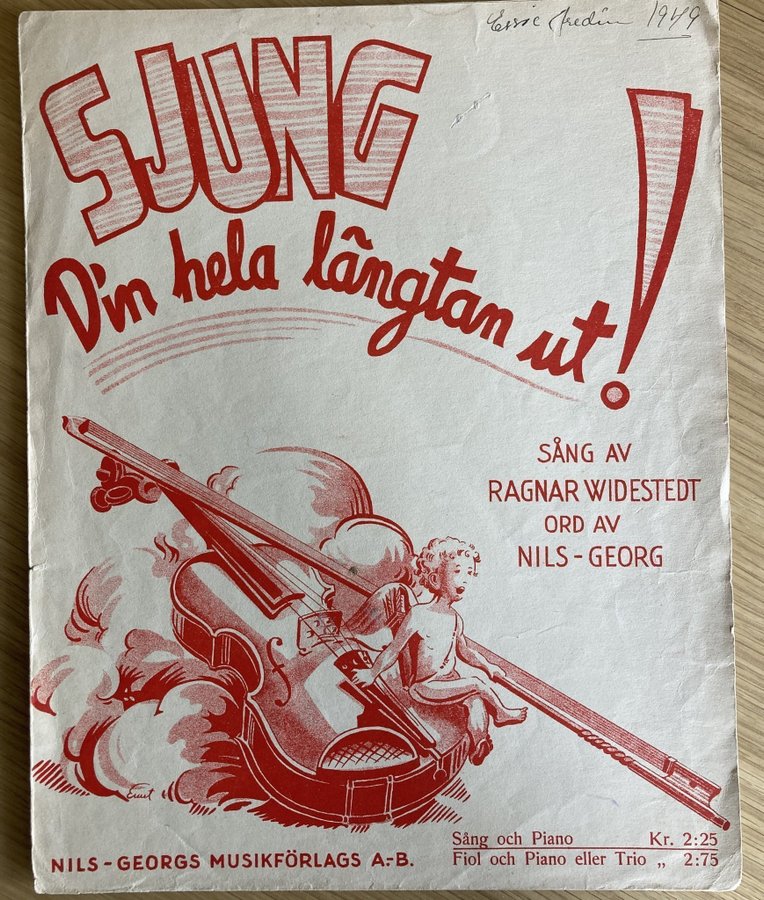 1949
SJUNG
Din hela långtan ut!
SÅNG AV
RAGNAR WIDESTEDT
ORD AV
NILS-GEORG
Sång och Piano Kr. 2:25
Fiol och Piano eller Trio „ 2:75
NILS-GEORGS MUSIKFÖRLAGS A.-B.